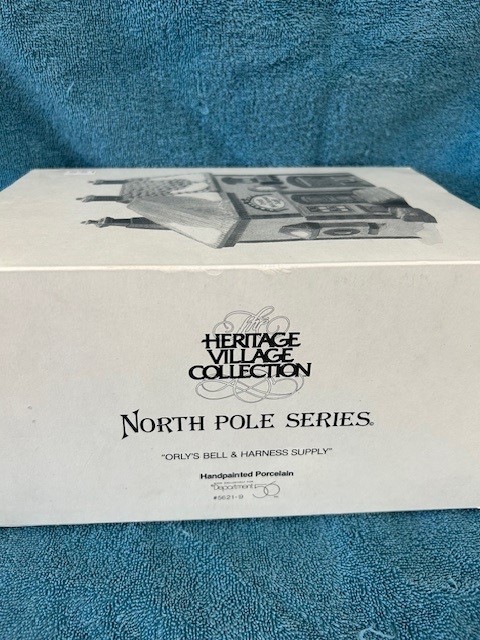 The
HERITAGE
VILLAGE
COLLECTION
NORTH POLE SERIES®
"ORLY'S BELL & HARNESS SUPPLY"
Handpainted Porcelain
Department 56
#5621-9